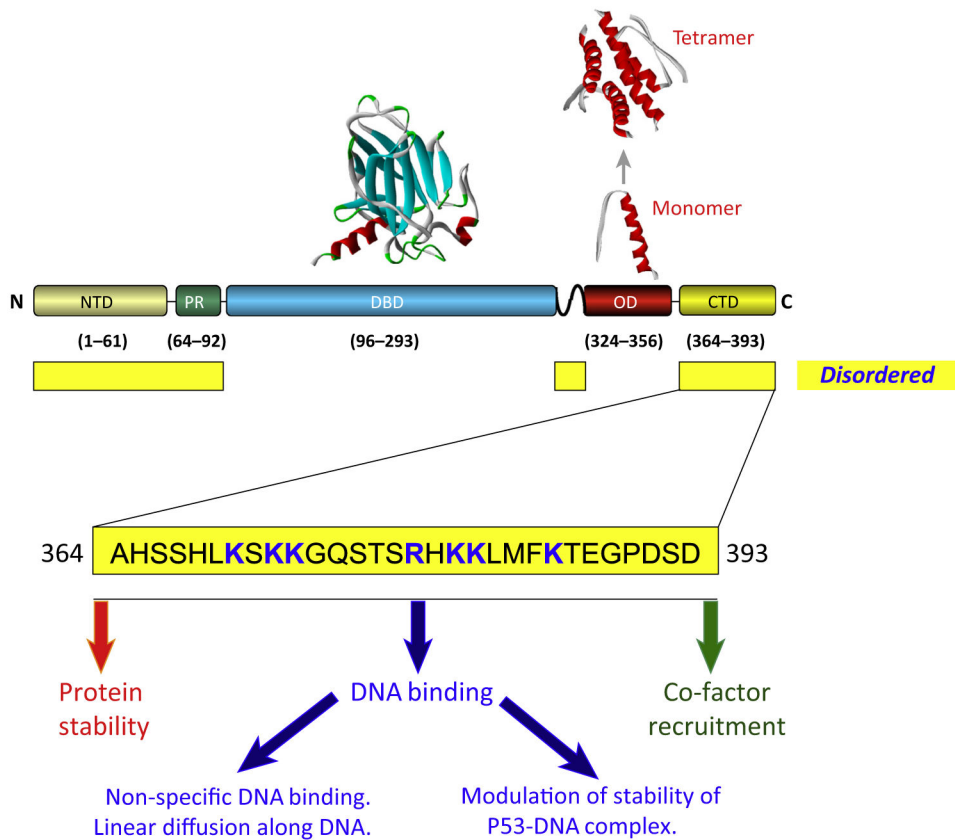 Tetramer
Monomer
N NTD PR DBD OD CTD C
(1–61) (64–92) (96–293) (324–356) (364–393)
Disordered
364 AHSSHLKSKKGQSTSRHKKLMFKTEGPDSD 393
Protein
stability
DNA binding
Co-factor
recruitment
Non-specific DNA binding.
Linear diffusion along DNA.
Modulation of stability of
P53-DNA complex.